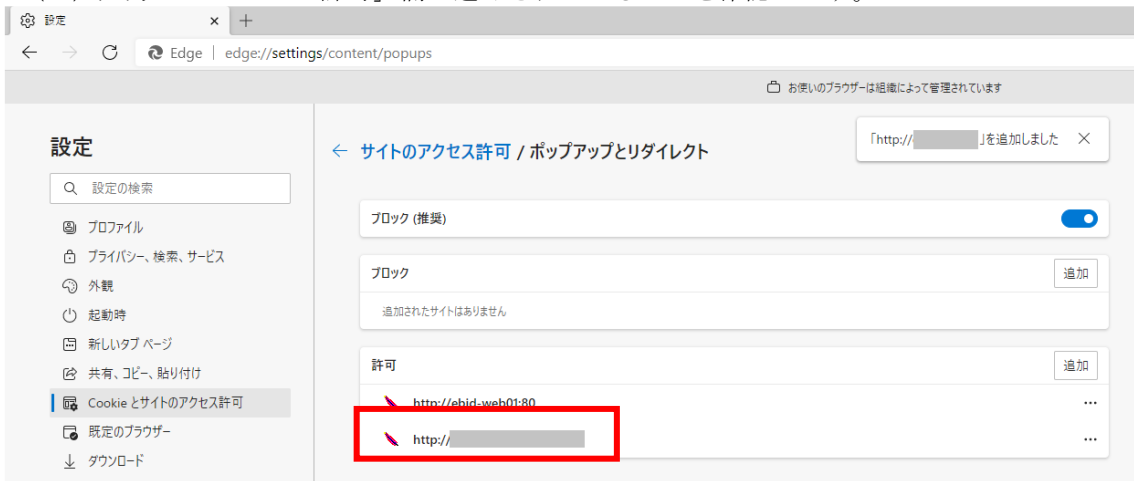 設定
Edge | edge://settings/content/popups
お使いのブラウザーは組織によって管理されています
設定
設定の検索
プロファイル
プライバシー、検索、サービス
外観
起動時
新しいタブ ページ
共有、コピー、貼り付け
Cookie とサイトのアクセス許可
既定のブラウザー
ダウンロード
サイトのアクセス許可 / ポップアップとリダイレクト
「http://」を追加しました
ブロック (推奨)
ブロック
追加
追加されたサイトはありません
許可
追加
http://ebid-web01:80
http://